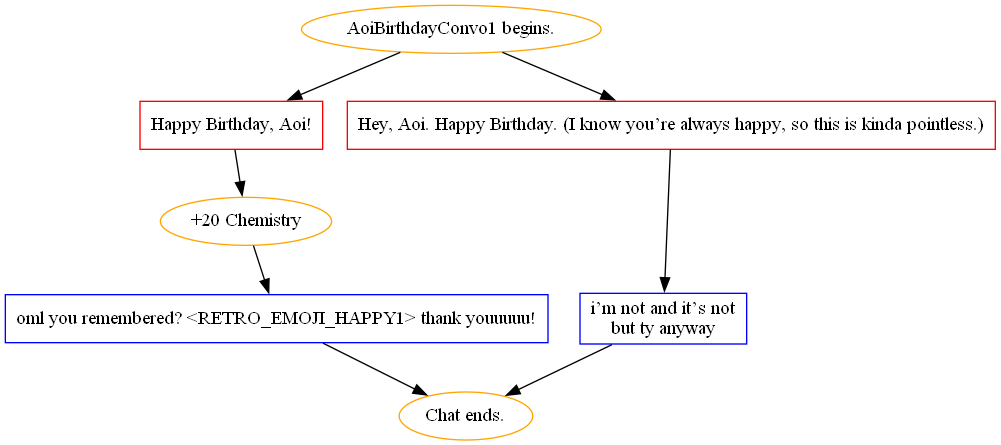 AoiBirthdayConvo1 begins.
Happy Birthday, Aoi!
Hey, Aoi. Happy Birthday. (I know you’re always happy, so this is kinda pointless.)
+20 Chemistry
oml you remembered? <RETRO_EMOJI_HAPPY1> thank youuuuu!
i’m not and it’s not
but ty anyway
Chat ends.